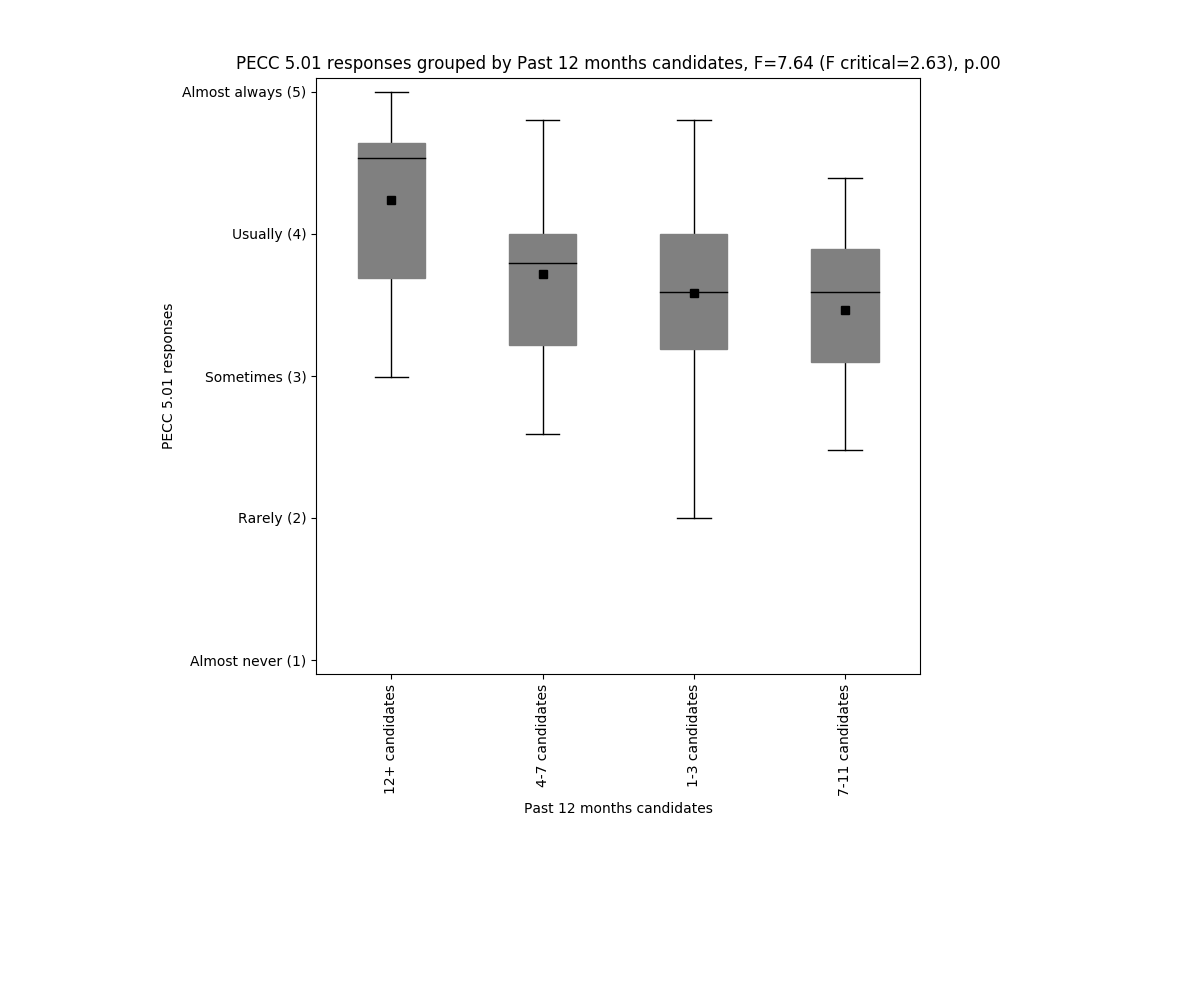 PECC 5.01 responses grouped by Past 12 months candidates, F=7.64 (F critical=2.63), p.00
Almost always (5)
Usually (4)
Sometimes (3)
Rarely (2)
Almost never (1)
PECC 5.01 responses
12+ candidates
4-7 candidates
1-3 candidates
7-11 candidates
Past 12 months candidates